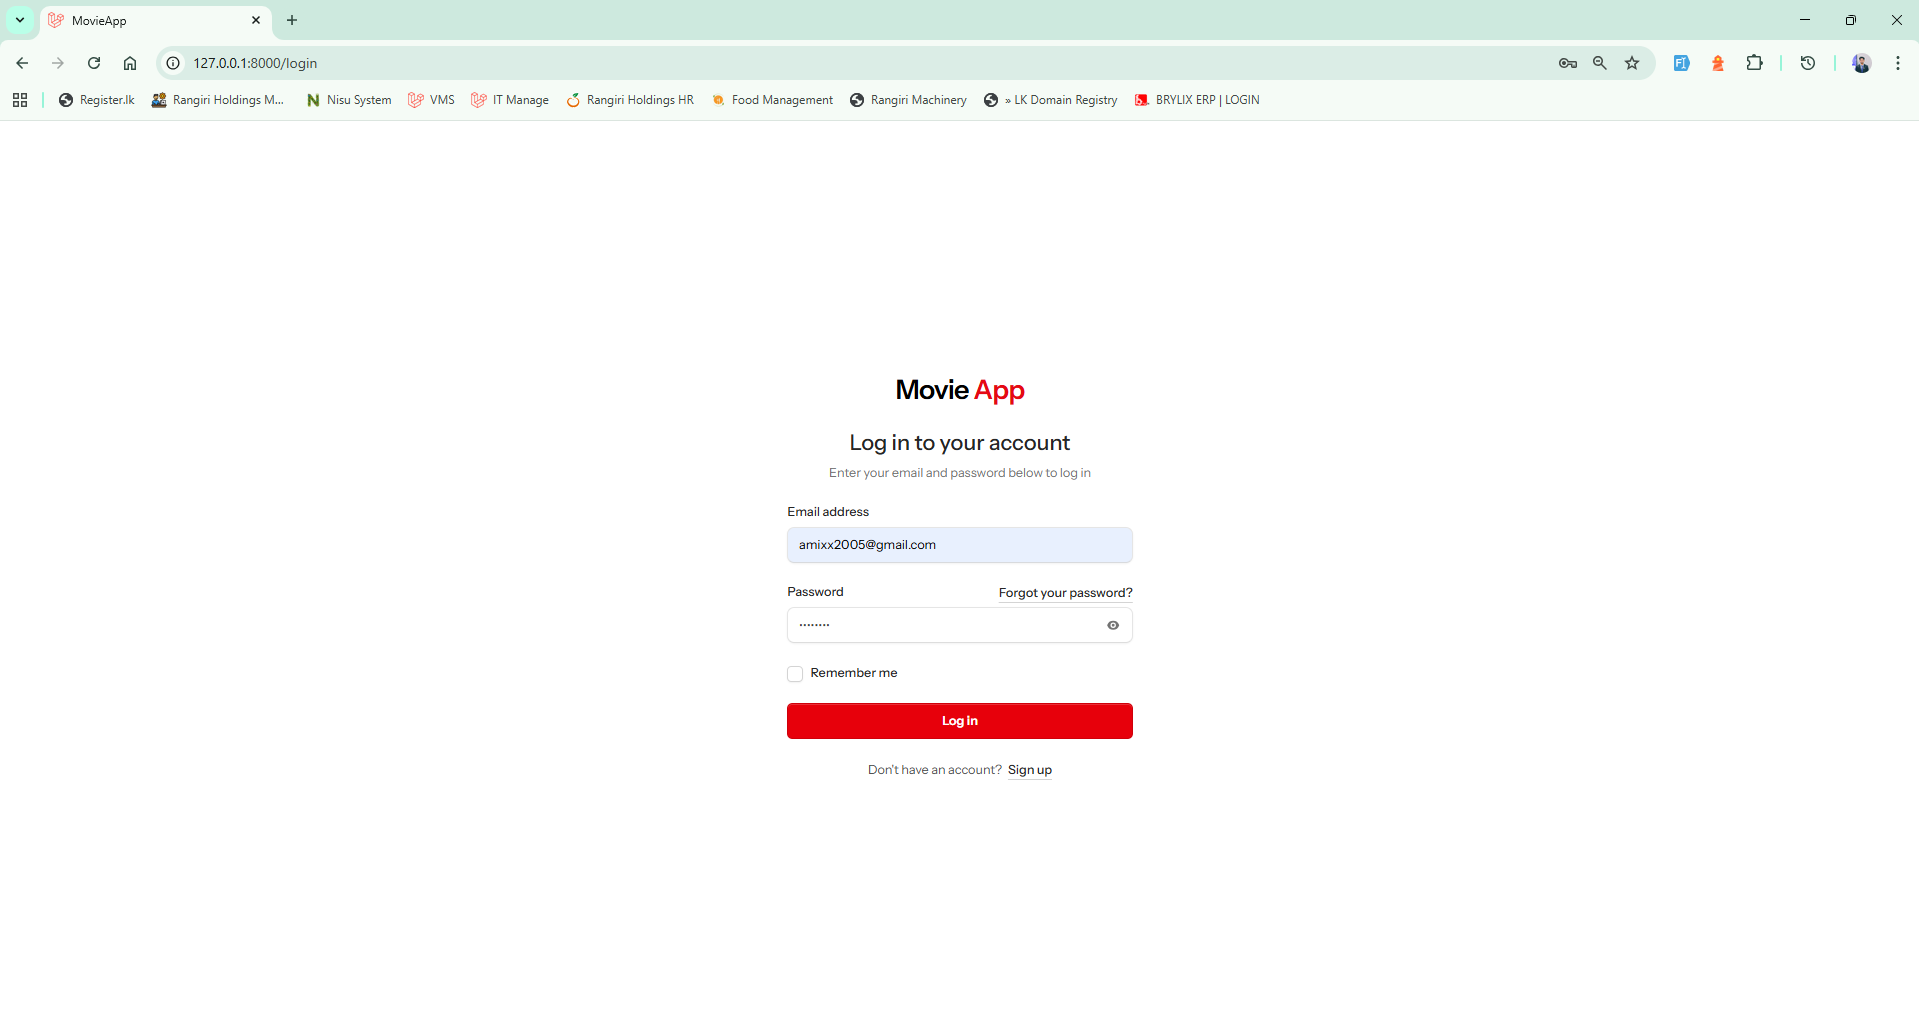 MovieApp
127.0.0.1:8000/login
Register.lk Rangiri Holdings M... Nisu System VMS IT Manage Rangiri Holdings HR Food Management Rangiri Machinery » LK Domain Registry BRYLIX ERP | LOGIN
Movie App
Log in to your account
Enter your email and password below to log in
Email address
amixx2005@gmail.com
Password Forgot your password?
••••••••
Remember me
Log in
Don't have an account? Sign up